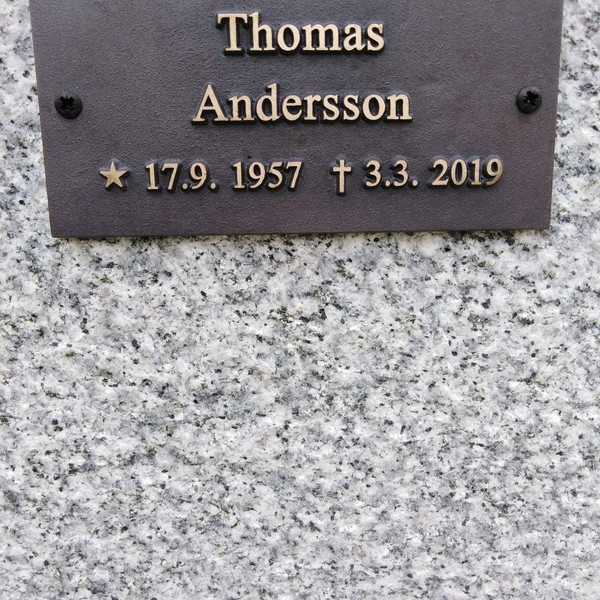 Thomas
Andersson
★ 17.9. 1957 † 3.3. 2019